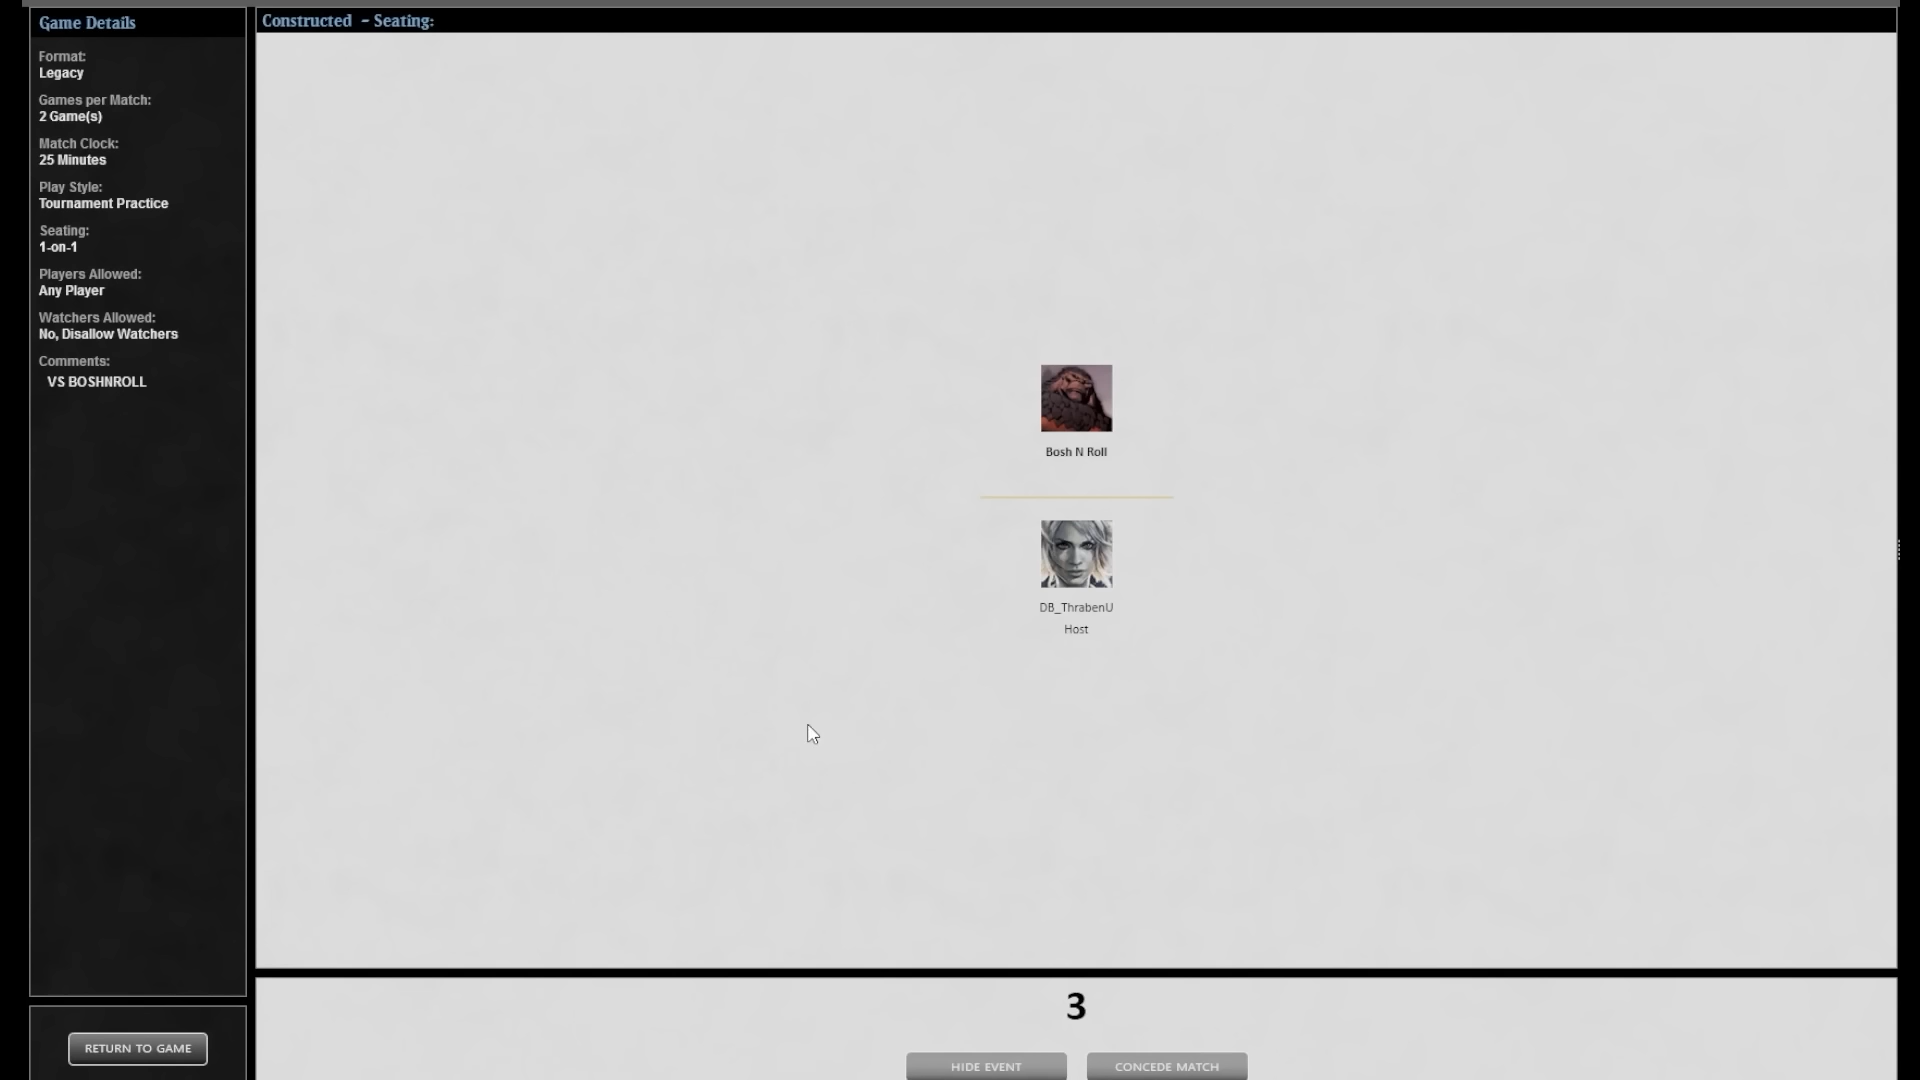 Game Details
Format:
Legacy
Games per Match:
2 Game(s)
Match Clock:
25 Minutes
Play Style:
Tournament Practice
Seating:
1-on-1
Players Allowed:
Any Player
Watchers Allowed:
No, Disallow Watchers
Comments:
VS BOSHNROLL
RETURN TO GAME
Constructed - Seating:
Bosh N Roll
DB_ThrabenU
Host
3
HIDE EVENT
CONCEDE MATCH